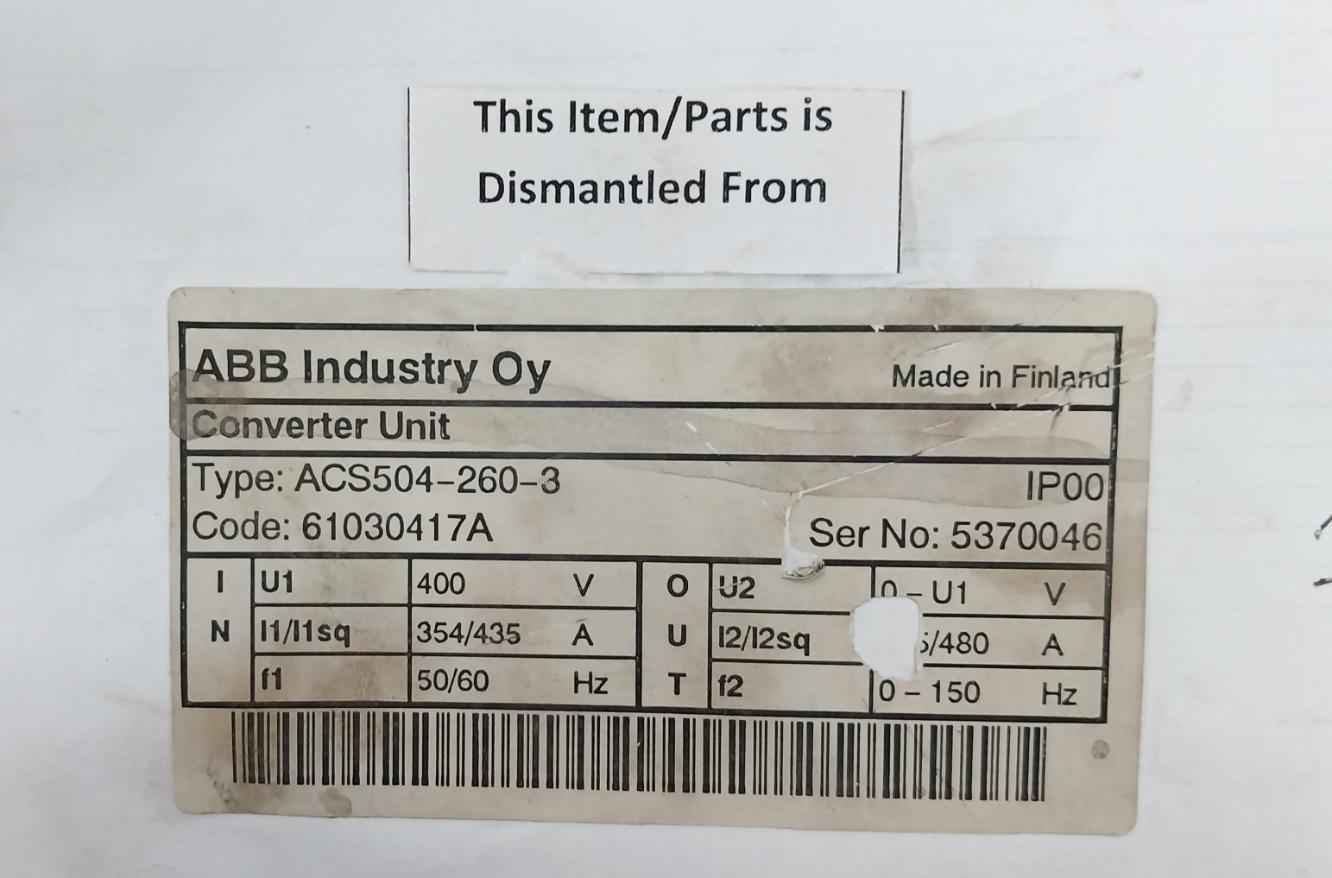 This Item/Parts is
Dismantled From
ABB Industry Oy Made in Finland
Converter Unit
Type: ACS504-260-3 IP00
Code: 61030417A Ser No: 5370046
I U1 400 V O U2 0 - U1 V
N I1/I1sq 354/435 A U I2/I2sq /480 A
f1 50/60 Hz T f2 0 - 150 Hz